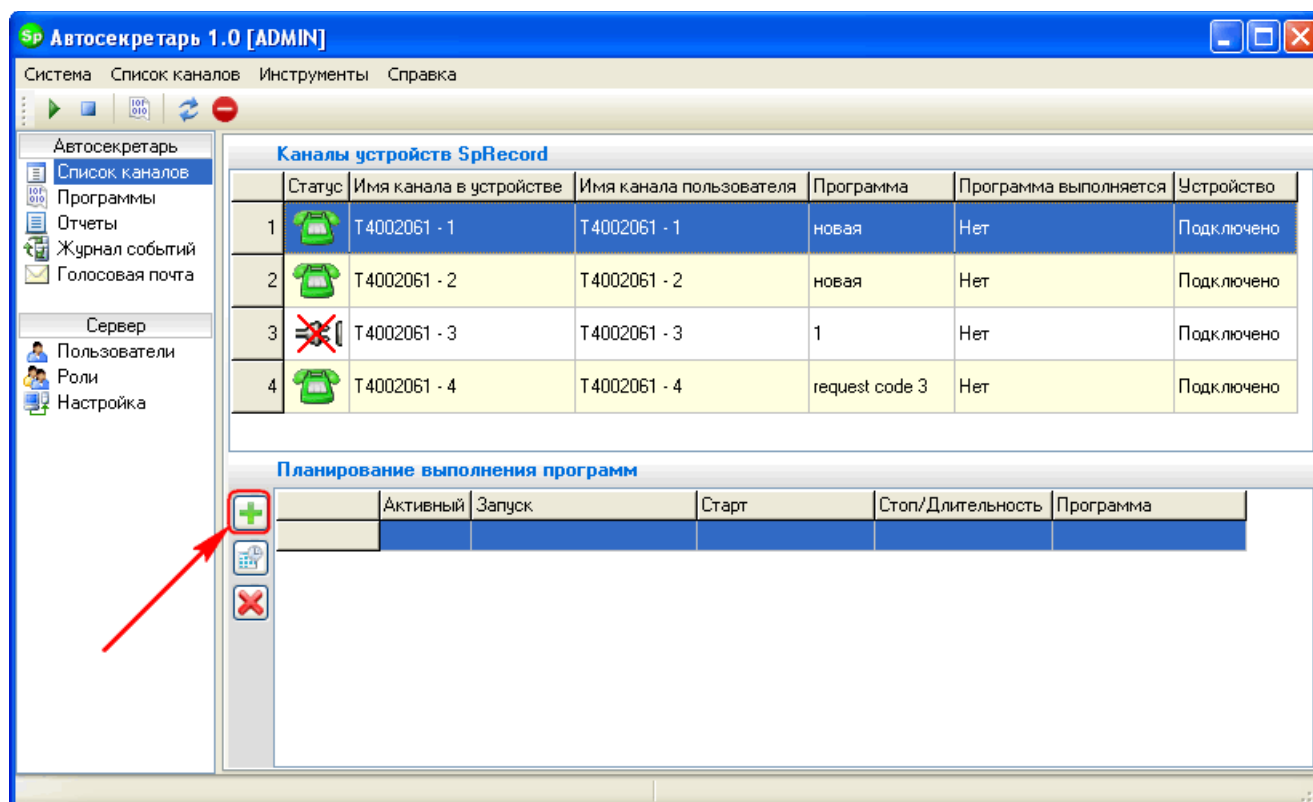 Sp Автосекретарь 1.0 [ADMIN]
Система Список каналов Инструменты Справка
Автосекретарь
Список каналов
Программы
Отчеты
Журнал событий
Голосовая почта
Сервер
Пользователи
Роли
Настройка
Каналы устройств SpRecord
Статус Имя канала в устройстве Имя канала пользователя Программа Программа выполняется Устройство
1 T4002061 - 1 T4002061 - 1 новая Нет Подключено
2 T4002061 - 2 T4002061 - 2 новая Нет Подключено
3 T4002061 - 3 T4002061 - 3 1 Нет Подключено
4 T4002061 - 4 T4002061 - 4 request code 3 Нет Подключено
Планирование выполнения программ
Активный Запуск Старт Стоп/Длительность Программа